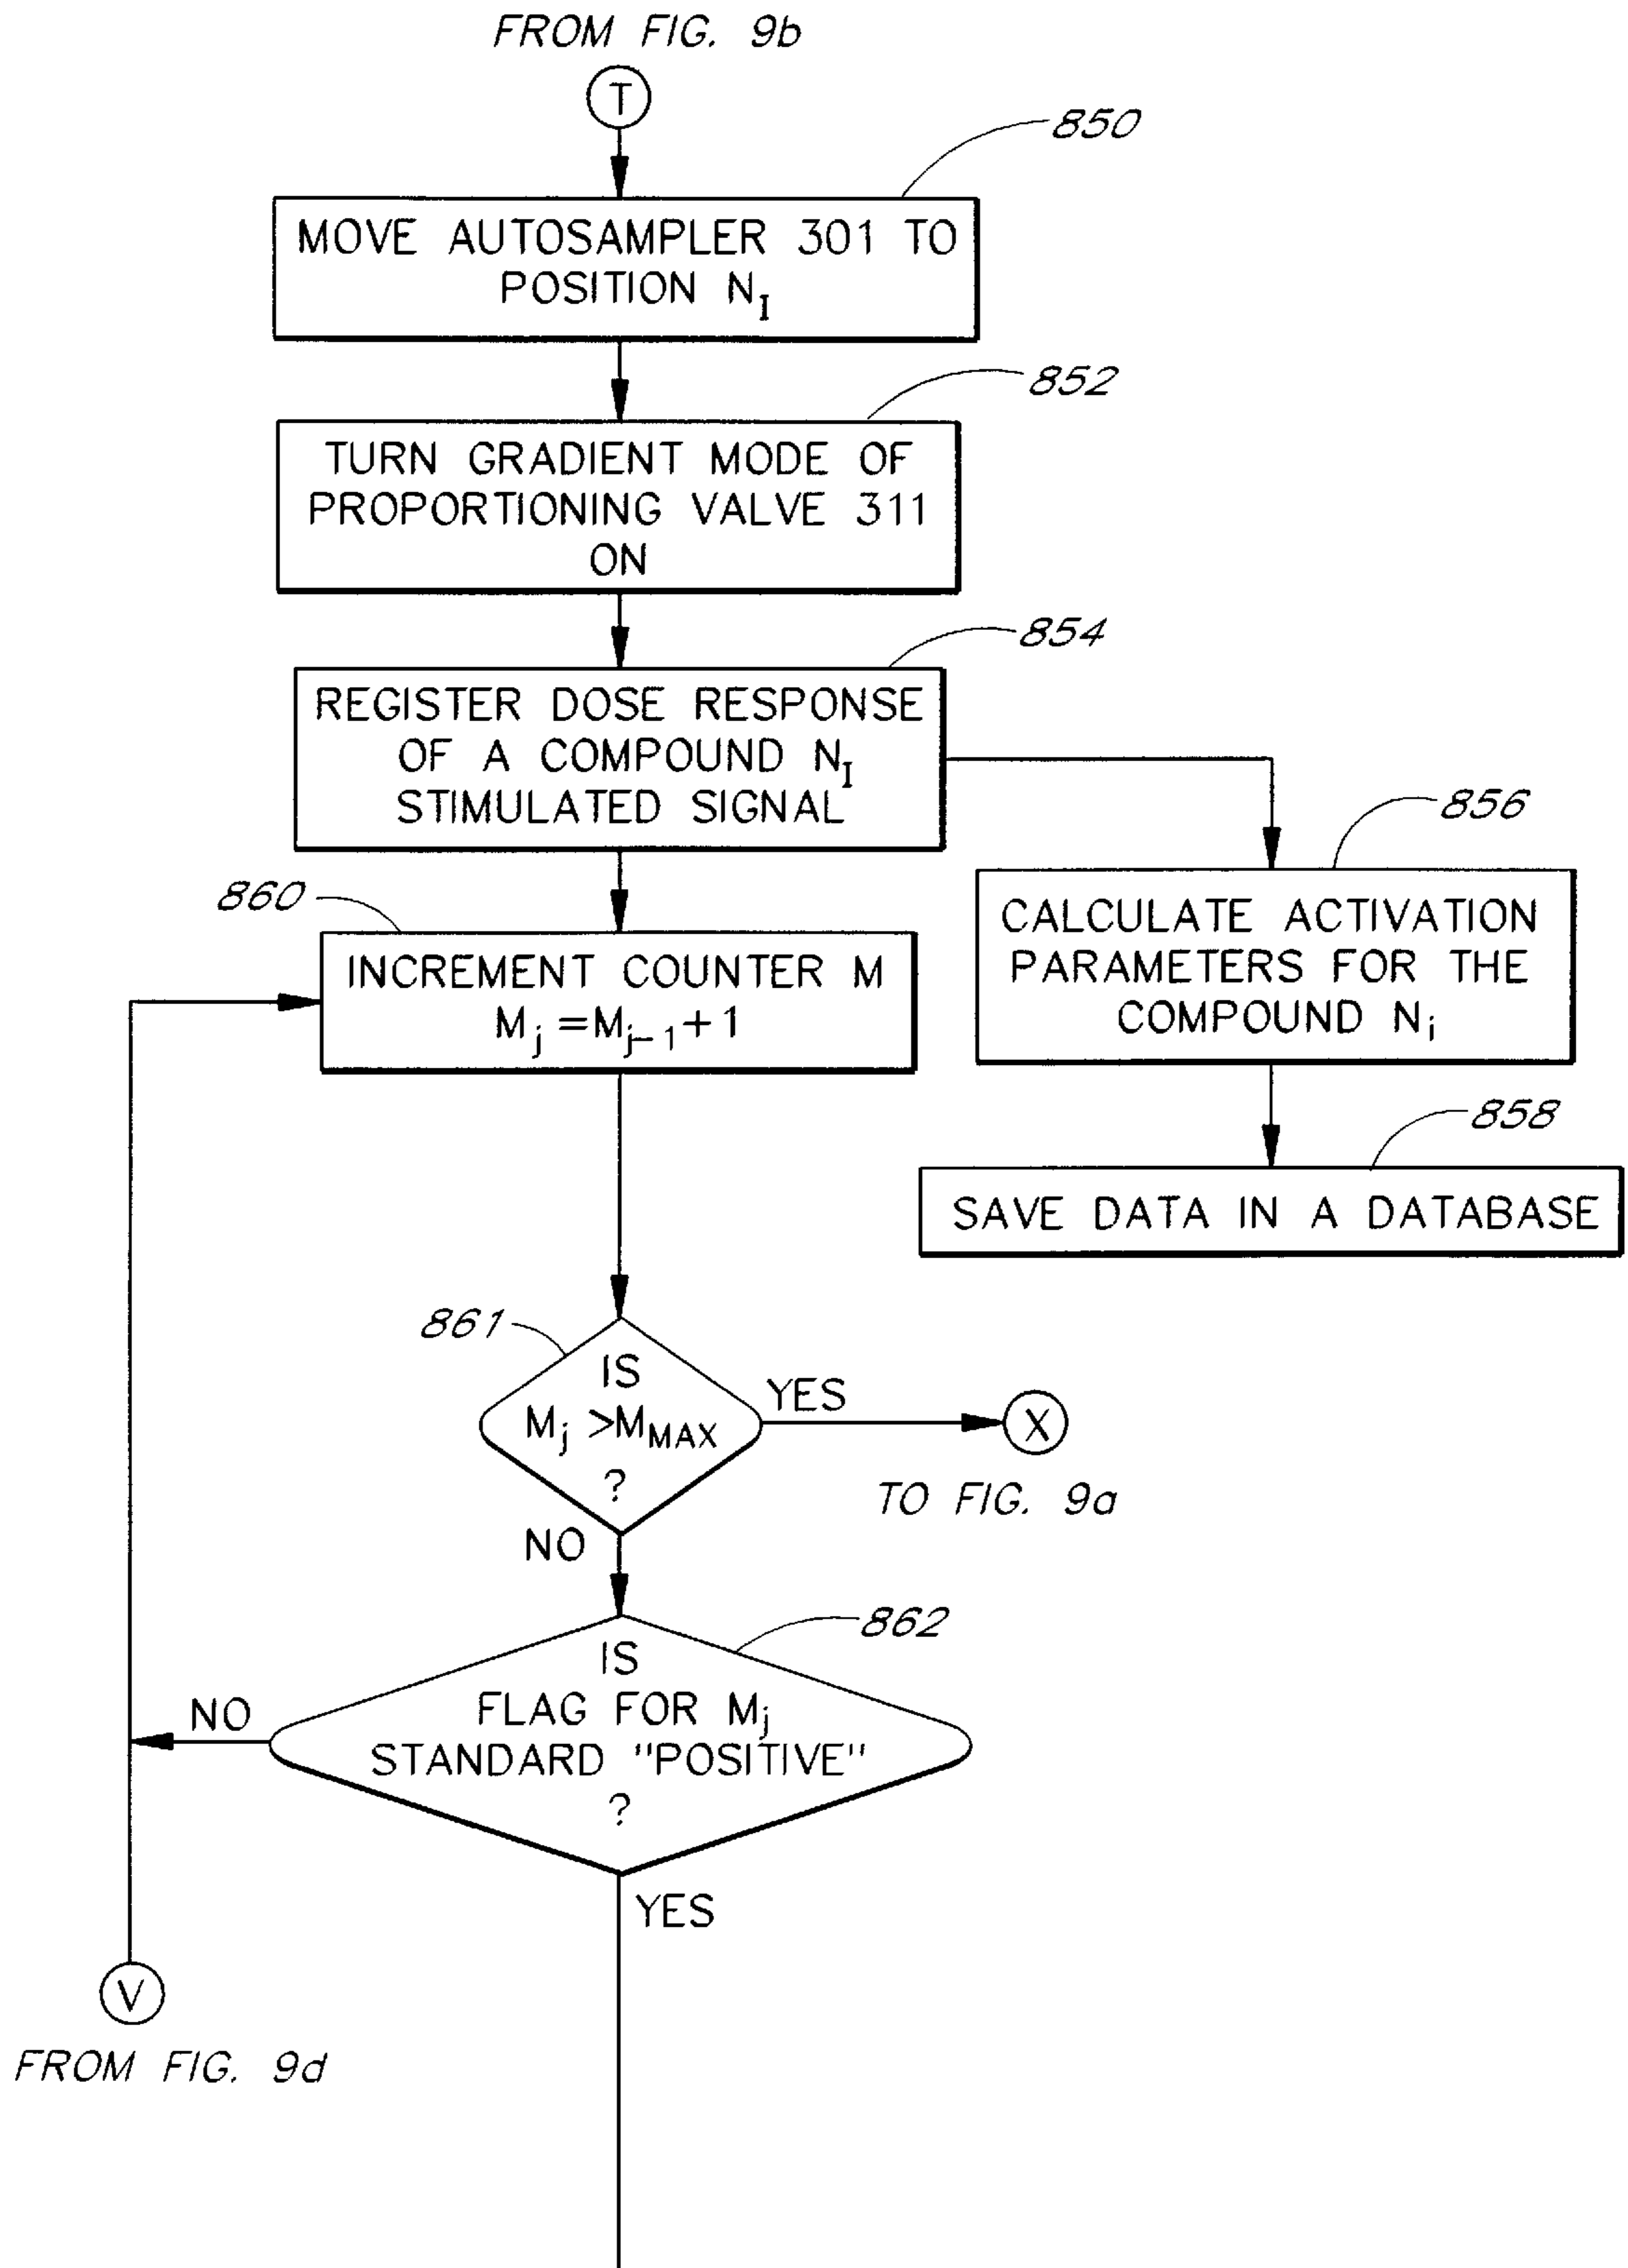 FROM FIG. 9b
T
850
MOVE AUTOSAMPLER 301 TO
POSITION N_I
852
TURN GRADIENT MODE OF
PROPORTIONING VALVE 311
ON
854
REGISTER DOSE RESPONSE
OF A COMPOUND N_I
STIMULATED SIGNAL
856
CALCULATE ACTIVATION
PARAMETERS FOR THE
COMPOUND N_i
858
SAVE DATA IN A DATABASE
860
INCREMENT COUNTER M
M_j = M_j-1 + 1
861
IS
M_j > M_MAX
?
YES
X
TO FIG. 9a
NO
862
IS
FLAG FOR M_j
STANDARD "POSITIVE"
?
NO
YES
V
FROM FIG. 9d